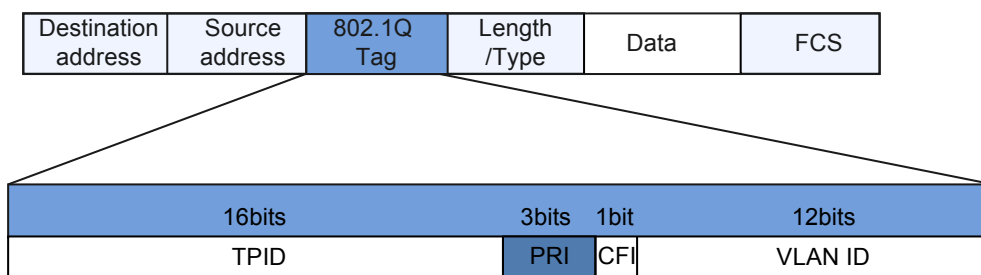 Destination address
Source address
802.1Q Tag
Length /Type
Data
FCS
16bits
3bits
1bit
12bits
TPID
PRI
CFI
VLAN ID